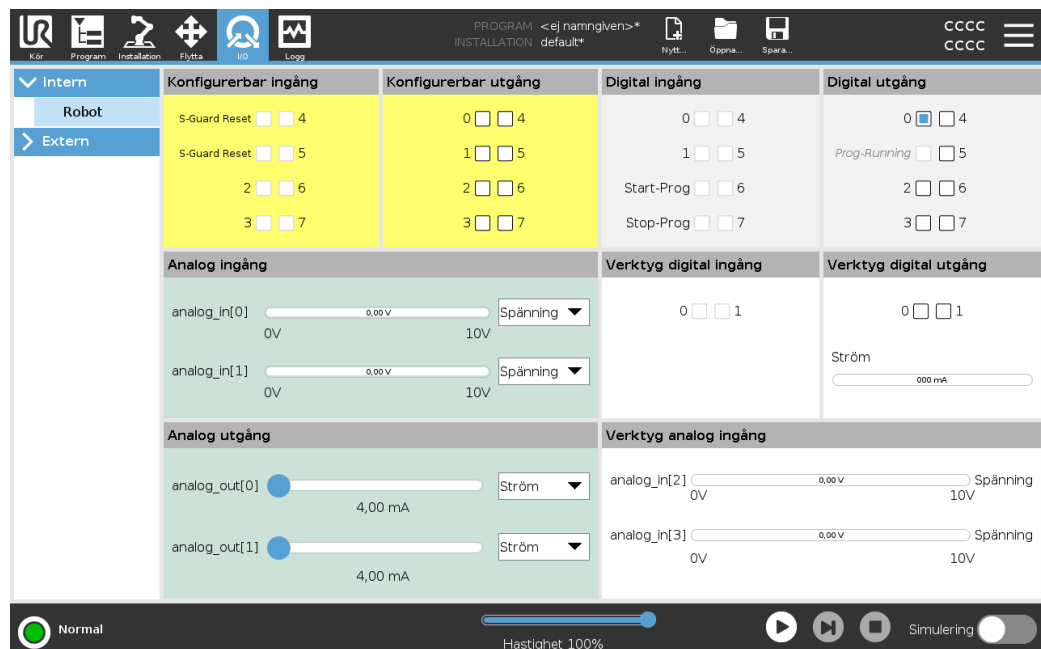 PROGRAM <ej namngiven>* CCCC
INSTALLATION default* CCCC
Kör Program Installation Flytta I/O Logg Nytt... Öppna... Spara...
Intern
Robot
Extern
Konfigurerbar ingång
S-Guard Reset 4
S-Guard Reset 5
2 6
3 7
Konfigurerbar utgång
0 4
1 5
2 6
3 7
Digital ingång
0 4
1 5
Start-Prog 6
Stop-Prog 7
Digital utgång
0 4
Prog-Running 5
2 6
3 7
Analog ingång
analog_in[0] 0,00 V Spänning
0V 10V
analog_in[1] 0,00 V Spänning
0V 10V
Verktyg digital ingång
0 1
Verktyg digital utgång
0 1
Ström
000 mA
Analog utgång
analog_out[0] Ström
4,00 mA
analog_out[1] Ström
4,00 mA
Verktyg analog ingång
analog_in[2] 0,00 V Spänning
0V 10V
analog_in[3] 0,00 V Spänning
0V 10V
Normal
Hastighet 100%
Simulering